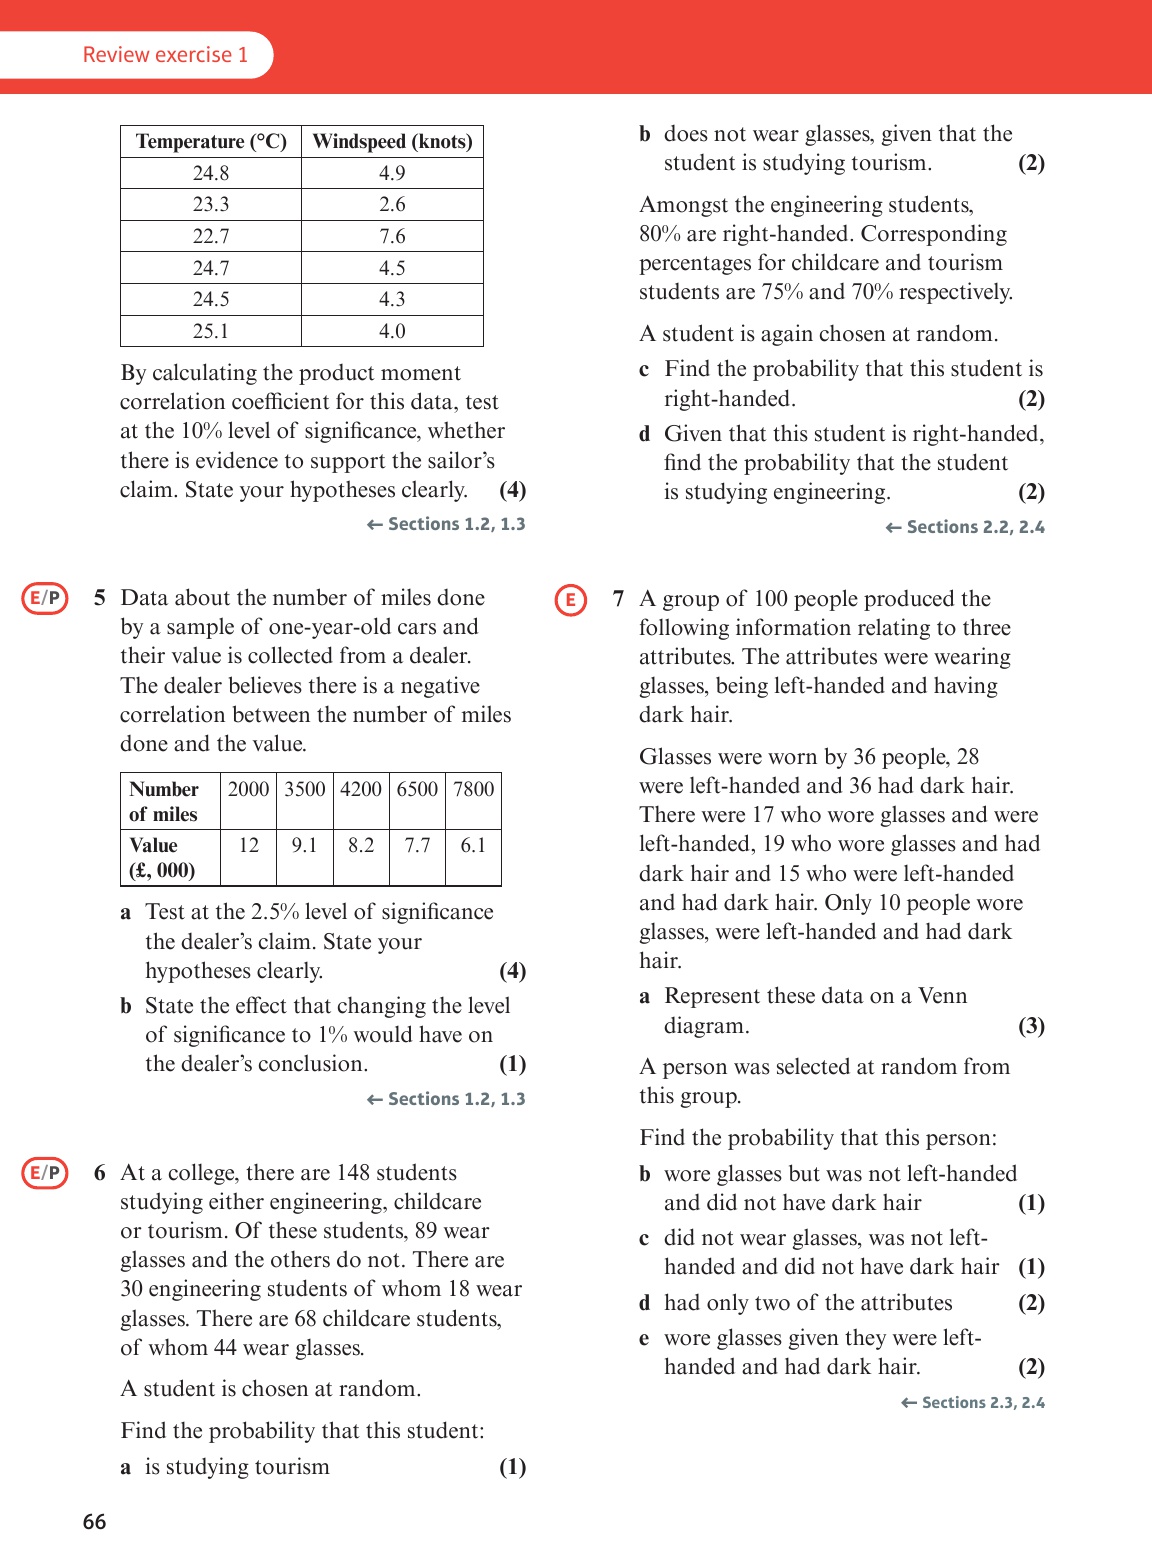 Review exercise 1
Temperature (°C) Windspeed (knots)
24.8 4.9
23.3 2.6
22.7 7.6
24.7 4.5
24.5 4.3
25.1 4.0
By calculating the product moment
correlation coefficient for this data, test
at the 10% level of significance, whether
there is evidence to support the sailor’s
claim. State your hypotheses clearly. (4)
← Sections 1.2, 1.3
E/P 5 Data about the number of miles done
by a sample of one-year-old cars and
their value is collected from a dealer.
The dealer believes there is a negative
correlation between the number of miles
done and the value.
Number of miles 2000 3500 4200 6500 7800
Value (£, 000) 12 9.1 8.2 7.7 6.1
a Test at the 2.5% level of significance
the dealer’s claim. State your
hypotheses clearly. (4)
b State the effect that changing the level
of significance to 1% would have on
the dealer’s conclusion. (1)
← Sections 1.2, 1.3
E/P 6 At a college, there are 148 students
studying either engineering, childcare
or tourism. Of these students, 89 wear
glasses and the others do not. There are
30 engineering students of whom 18 wear
glasses. There are 68 childcare students,
of whom 44 wear glasses.
A student is chosen at random.
Find the probability that this student:
a is studying tourism (1)
b does not wear glasses, given that the
student is studying tourism. (2)
Amongst the engineering students,
80% are right-handed. Corresponding
percentages for childcare and tourism
students are 75% and 70% respectively.
A student is again chosen at random.
c Find the probability that this student is
right-handed. (2)
d Given that this student is right-handed,
find the probability that the student
is studying engineering. (2)
← Sections 2.2, 2.4
E 7 A group of 100 people produced the
following information relating to three
attributes. The attributes were wearing
glasses, being left-handed and having
dark hair.
Glasses were worn by 36 people, 28
were left-handed and 36 had dark hair.
There were 17 who wore glasses and were
left-handed, 19 who wore glasses and had
dark hair and 15 who were left-handed
and had dark hair. Only 10 people wore
glasses, were left-handed and had dark
hair.
a Represent these data on a Venn
diagram. (3)
A person was selected at random from
this group.
Find the probability that this person:
b wore glasses but was not left-handed
and did not have dark hair (1)
c did not wear glasses, was not left-
handed and did not have dark hair (1)
d had only two of the attributes (2)
e wore glasses given they were left-
handed and had dark hair. (2)
← Sections 2.3, 2.4
66